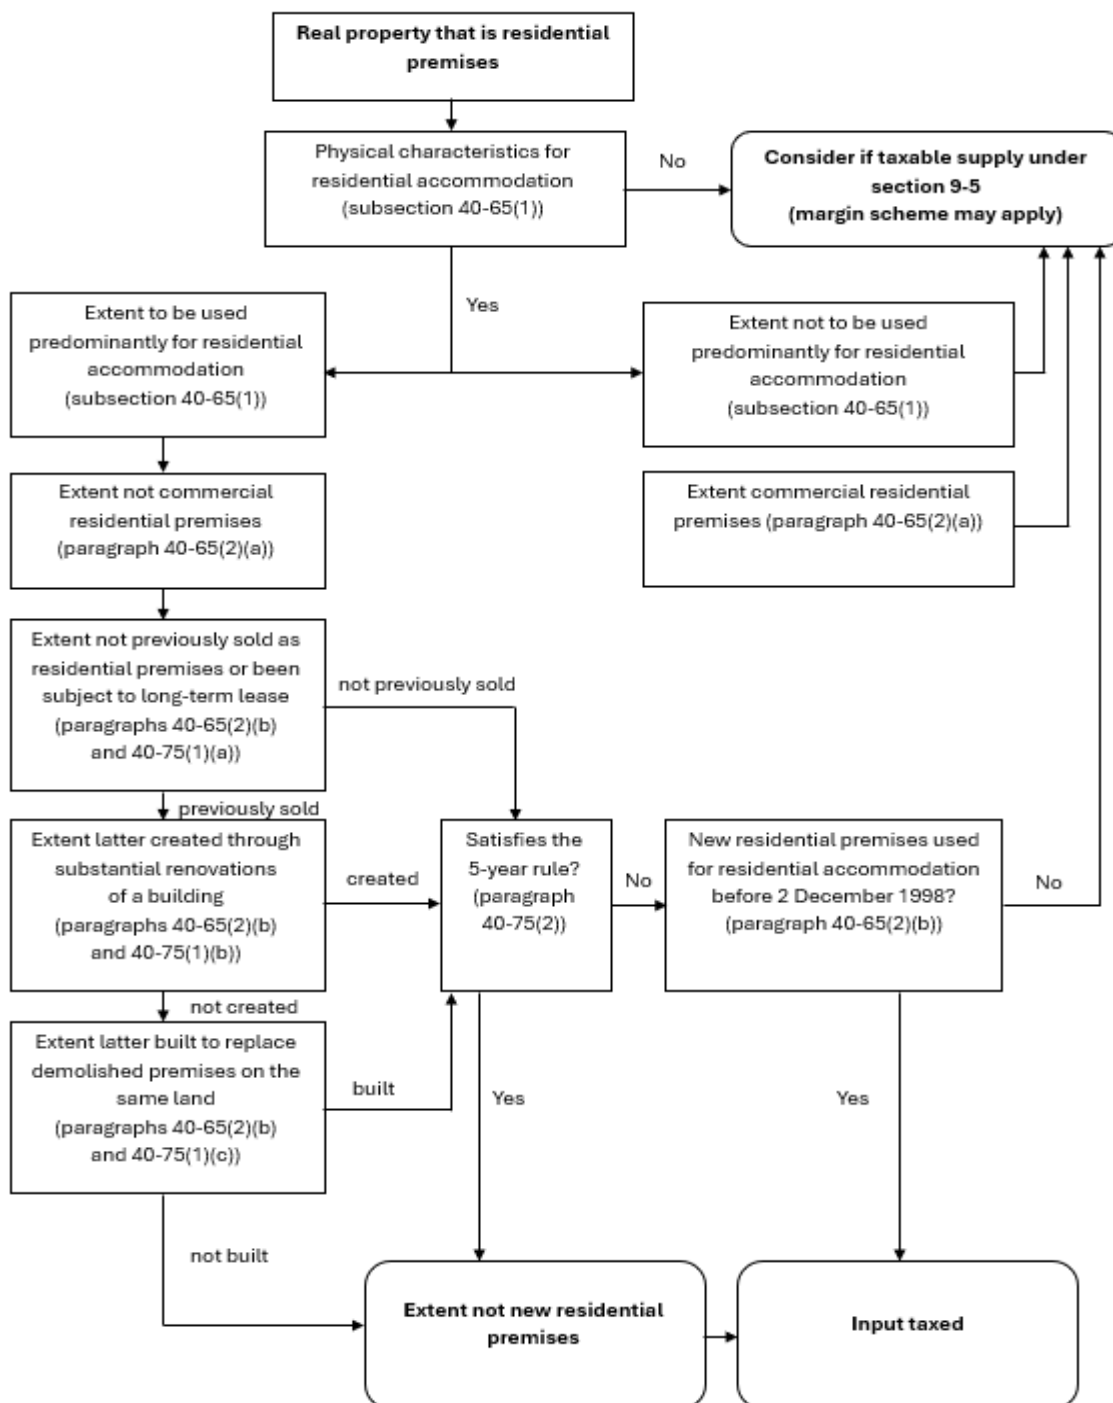 Real property that is residential
premises
Physical characteristics for
residential accommodation
(subsection 40-65(1))
No
Consider if taxable supply under
section 9-5
(margin scheme may apply)
Yes
Extent to be used
predominantly for residential
accommodation
(subsection 40-65(1))
Extent not to be used
predominantly for residential
accommodation
(subsection 40-65(1))
Extent not commercial
residential premises
(paragraph 40-65(2)(a))
Extent commercial residential
premises (paragraph 40-65(2)(a))
Extent not previously sold as
residential premises or been
subject to long-term lease
(paragraphs 40-65(2)(b)
and 40-75(1)(a))
not previously sold
previously sold
Extent latter created through
substantial renovations
of a building
(paragraphs 40-65(2)(b)
and 40-75(1)(b))
created
Satisfies the
5-year rule?
(paragraph
40-75(2))
No
New residential premises used
for residential accommodation
before 2 December 1998?
(paragraph 40-65(2)(b))
No
not created
Extent latter built to replace
demolished premises on the
same land
(paragraphs 40-65(2)(b)
and 40-75(1)(c))
built
Yes
Yes
not built
Extent not new residential
premises
Input taxed